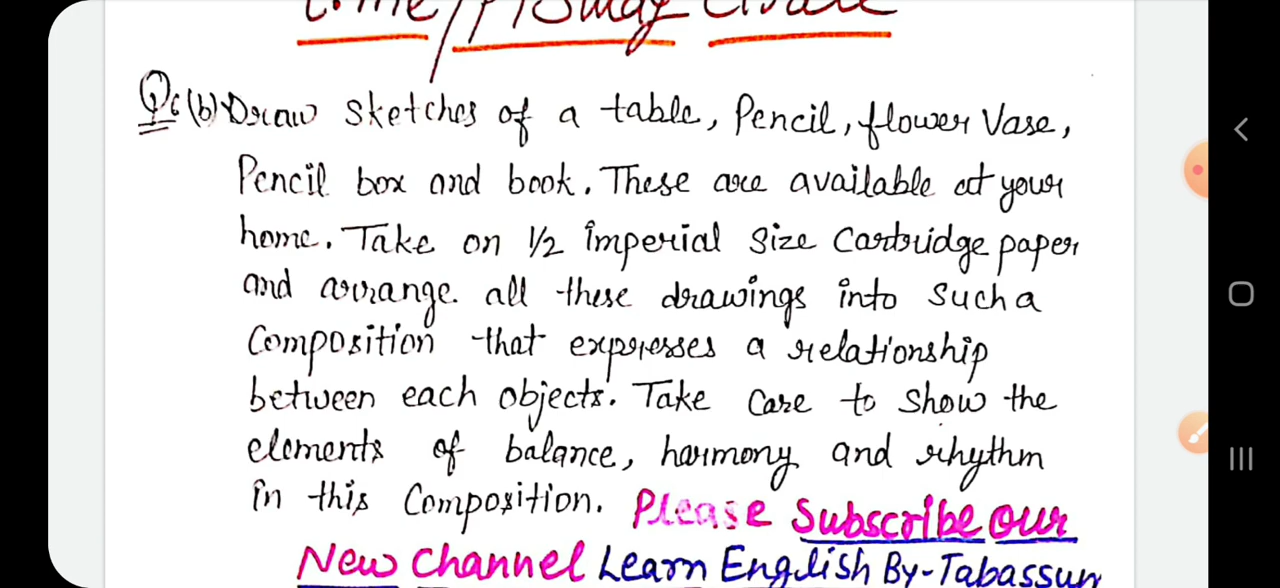 Q6 (b) Draw sketches of a table, Pencil, flower Vase,
Pencil box and book. These are available at your
home. Take on 1/2 imperial size Cartridge paper
and arrange all these drawings into such a
Composition that expresses a relationship
between each objects. Take care to show the
elements of balance, harmony and rhythm
in this Composition. Please Subscribe Our
New Channel Learn English By-Tabassum